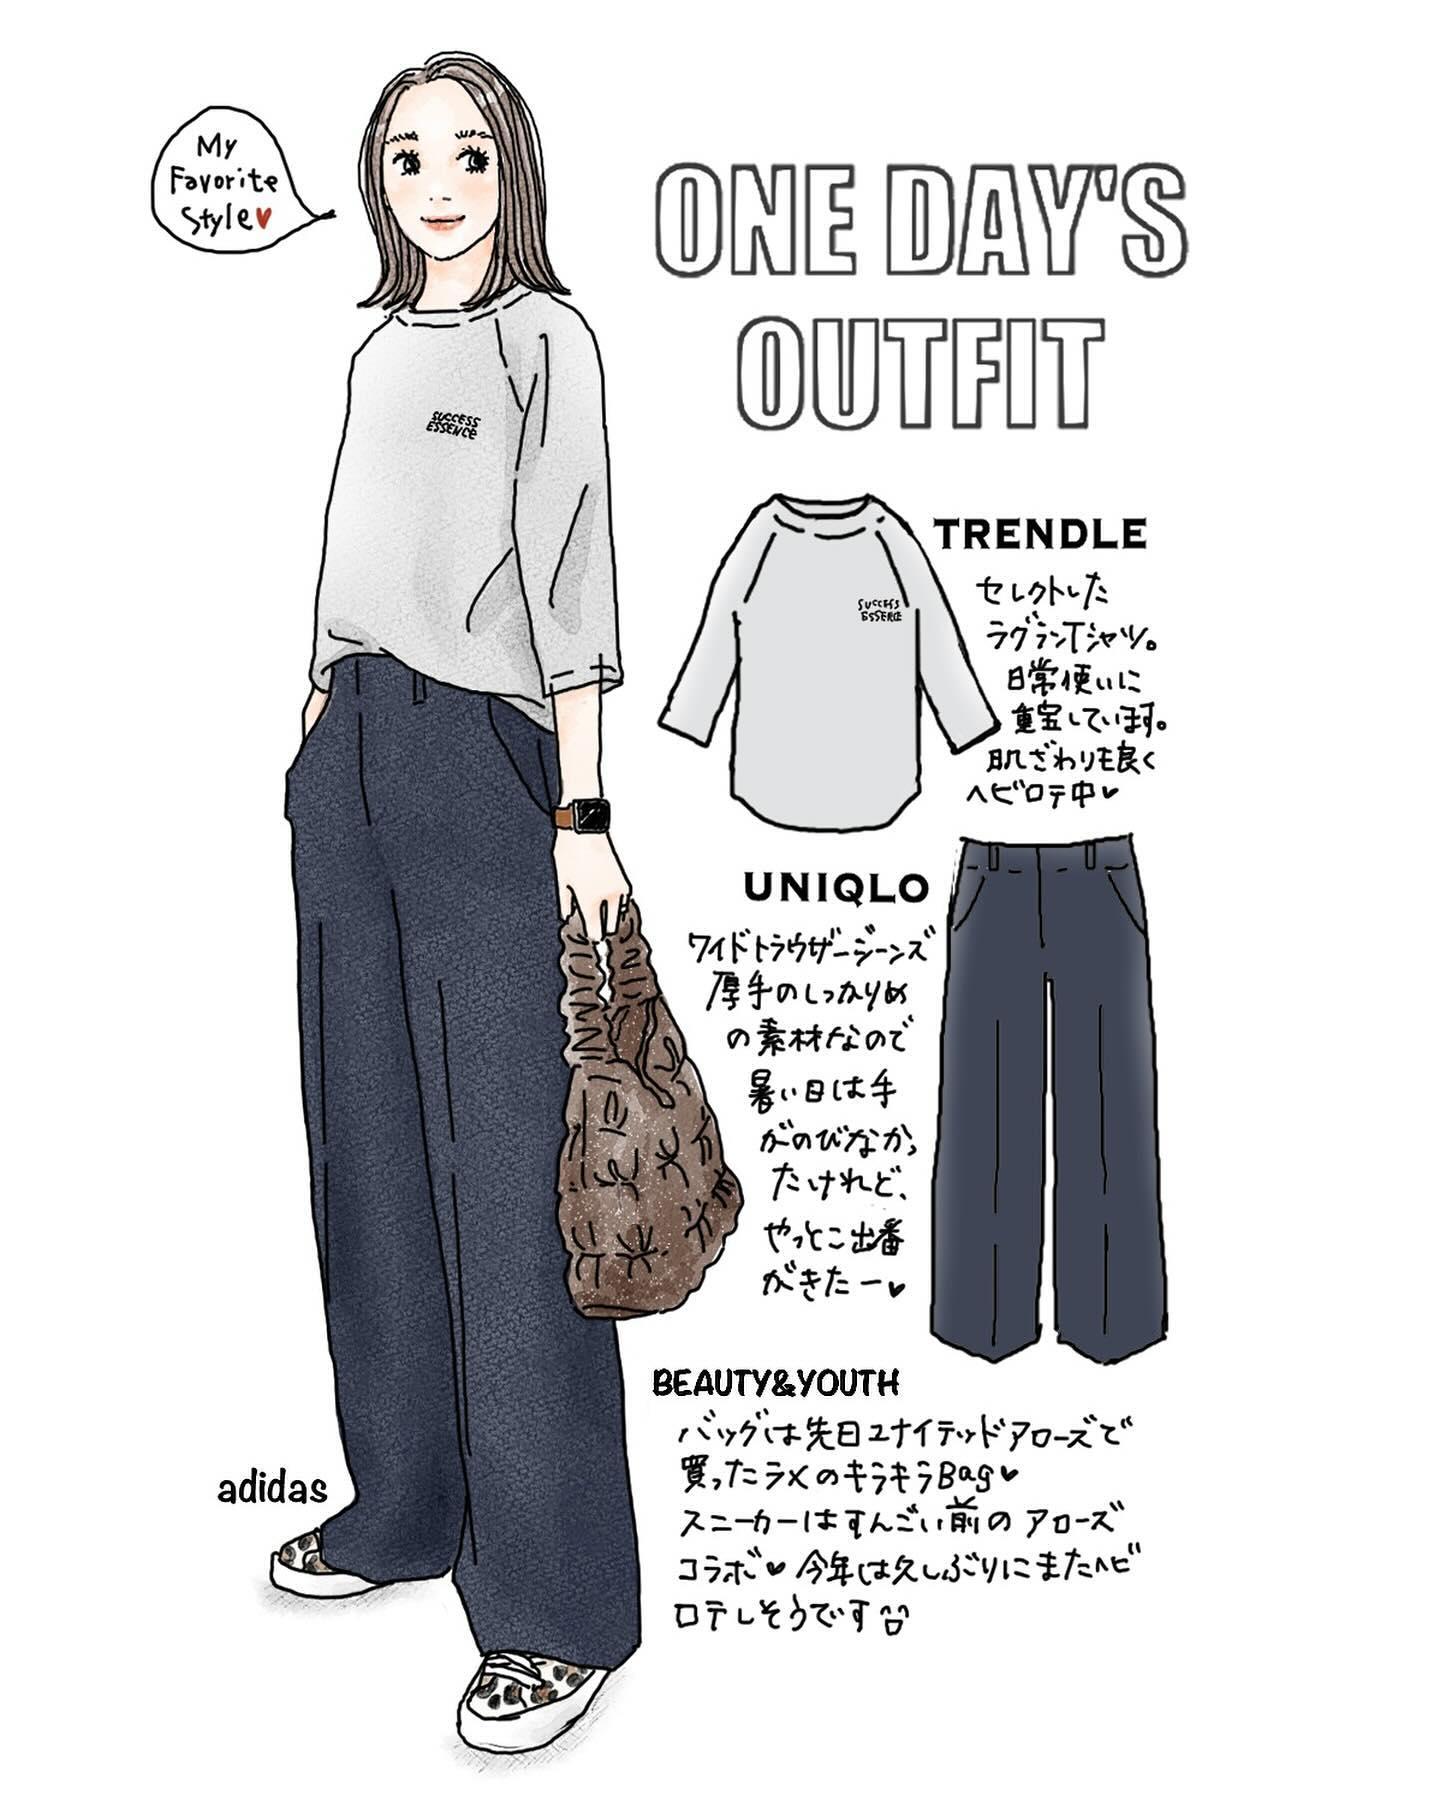 My
Favorite
Style♥
ONE DAY'S
OUTFIT
SUCCESS
ESSENCE
TRENDLE
セレクトした
ラグランTシャツ。
日常使いに
重宝しています。
肌ざわりも良く
ヘビロテ中♥
SUCCESS
ESSENCE
UNIQLO
ワイドトラウザージーンズ
厚手のしっかりめ
の素材なので
暑い日は手
がのびなかっ
たけれど、
やっとこ出番
がきたー♥
BEAUTY&YOUTH
バッグは先日ユナイテッドアローズで
買ったラメのキラキラBag♥
スニーカーはすんごい前のアローズ
コラボ♥今年は久しぶりにまたヘビ
ロテしそうです
adidas